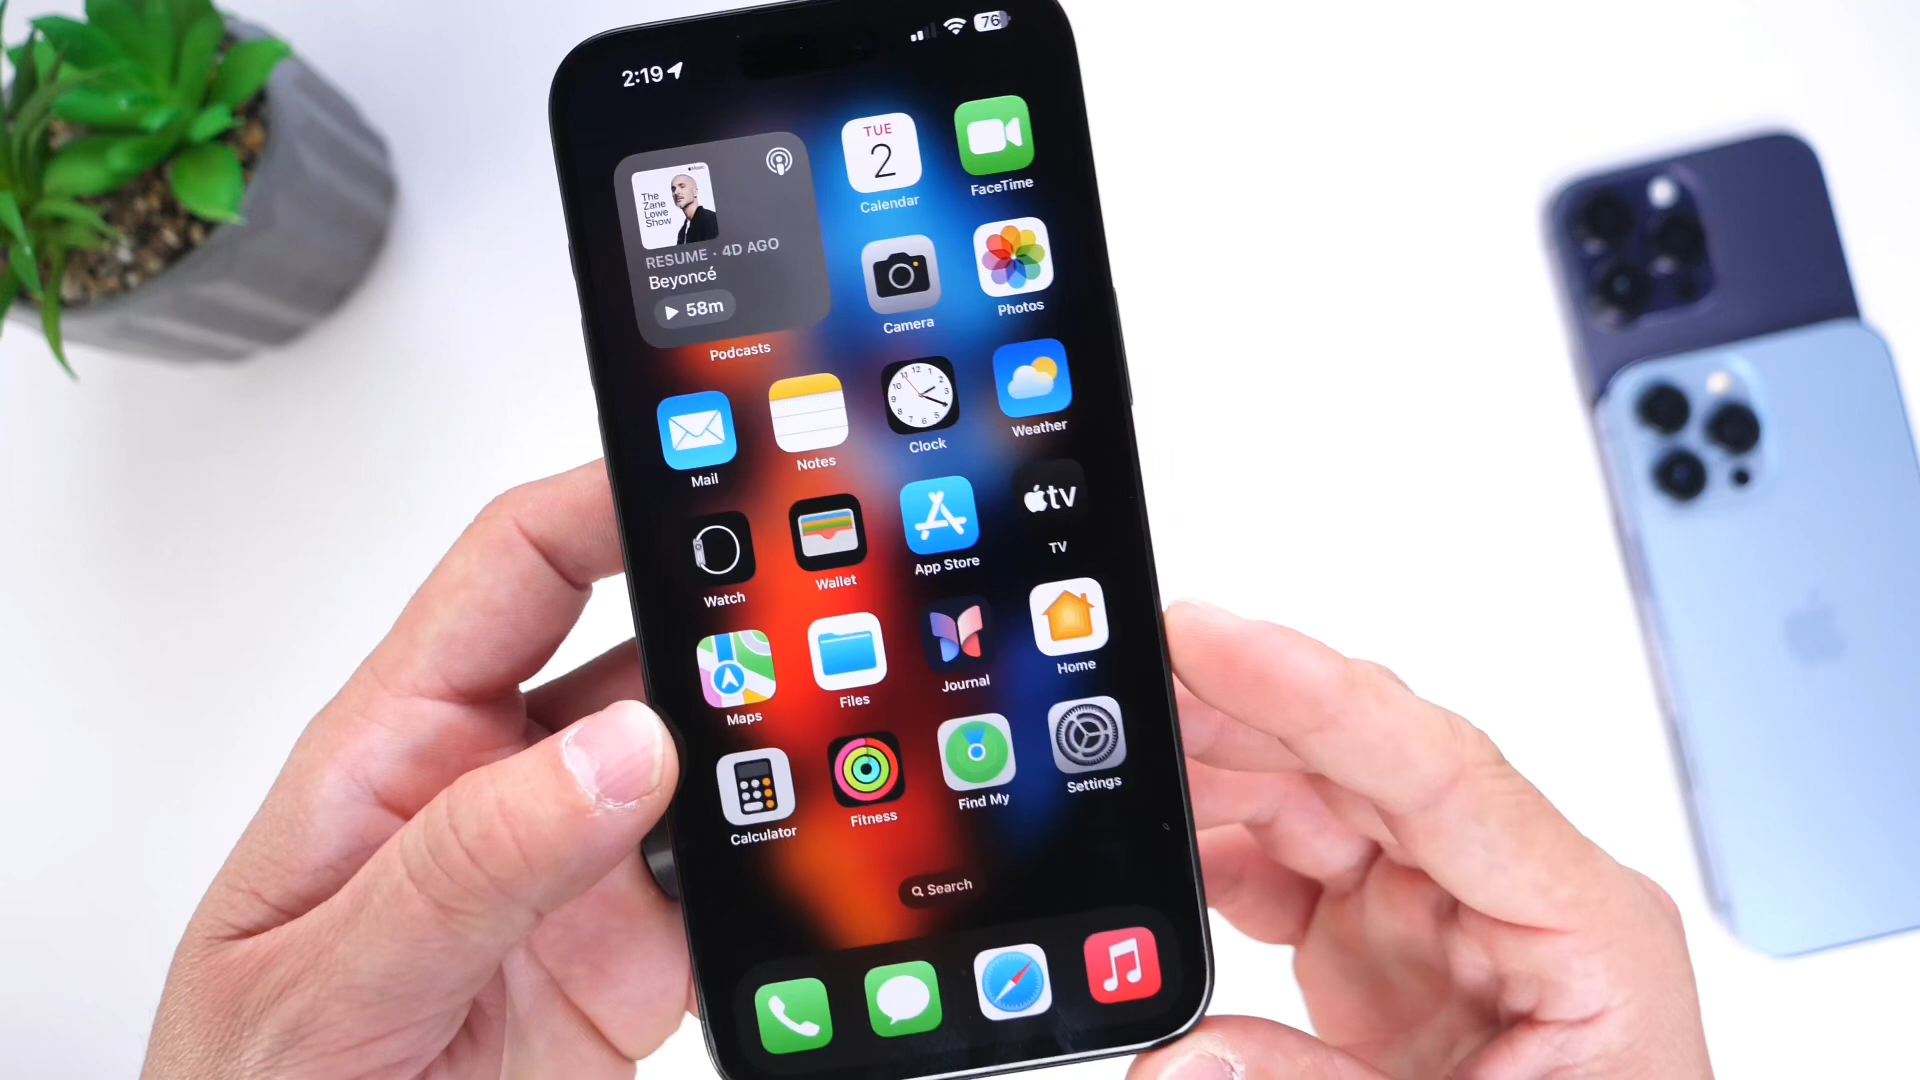 2:19
76
The
Zane
Lowe
Show
RESUME · 4D AGO
Beyoncé
58m
Podcasts
TUE
2
Calendar
FaceTime
Camera
Photos
Mail
Notes
Clock
Weather
Watch
Wallet
App Store
tv
TV
Maps
Files
Journal
Home
Calculator
Fitness
Find My
Settings
Search